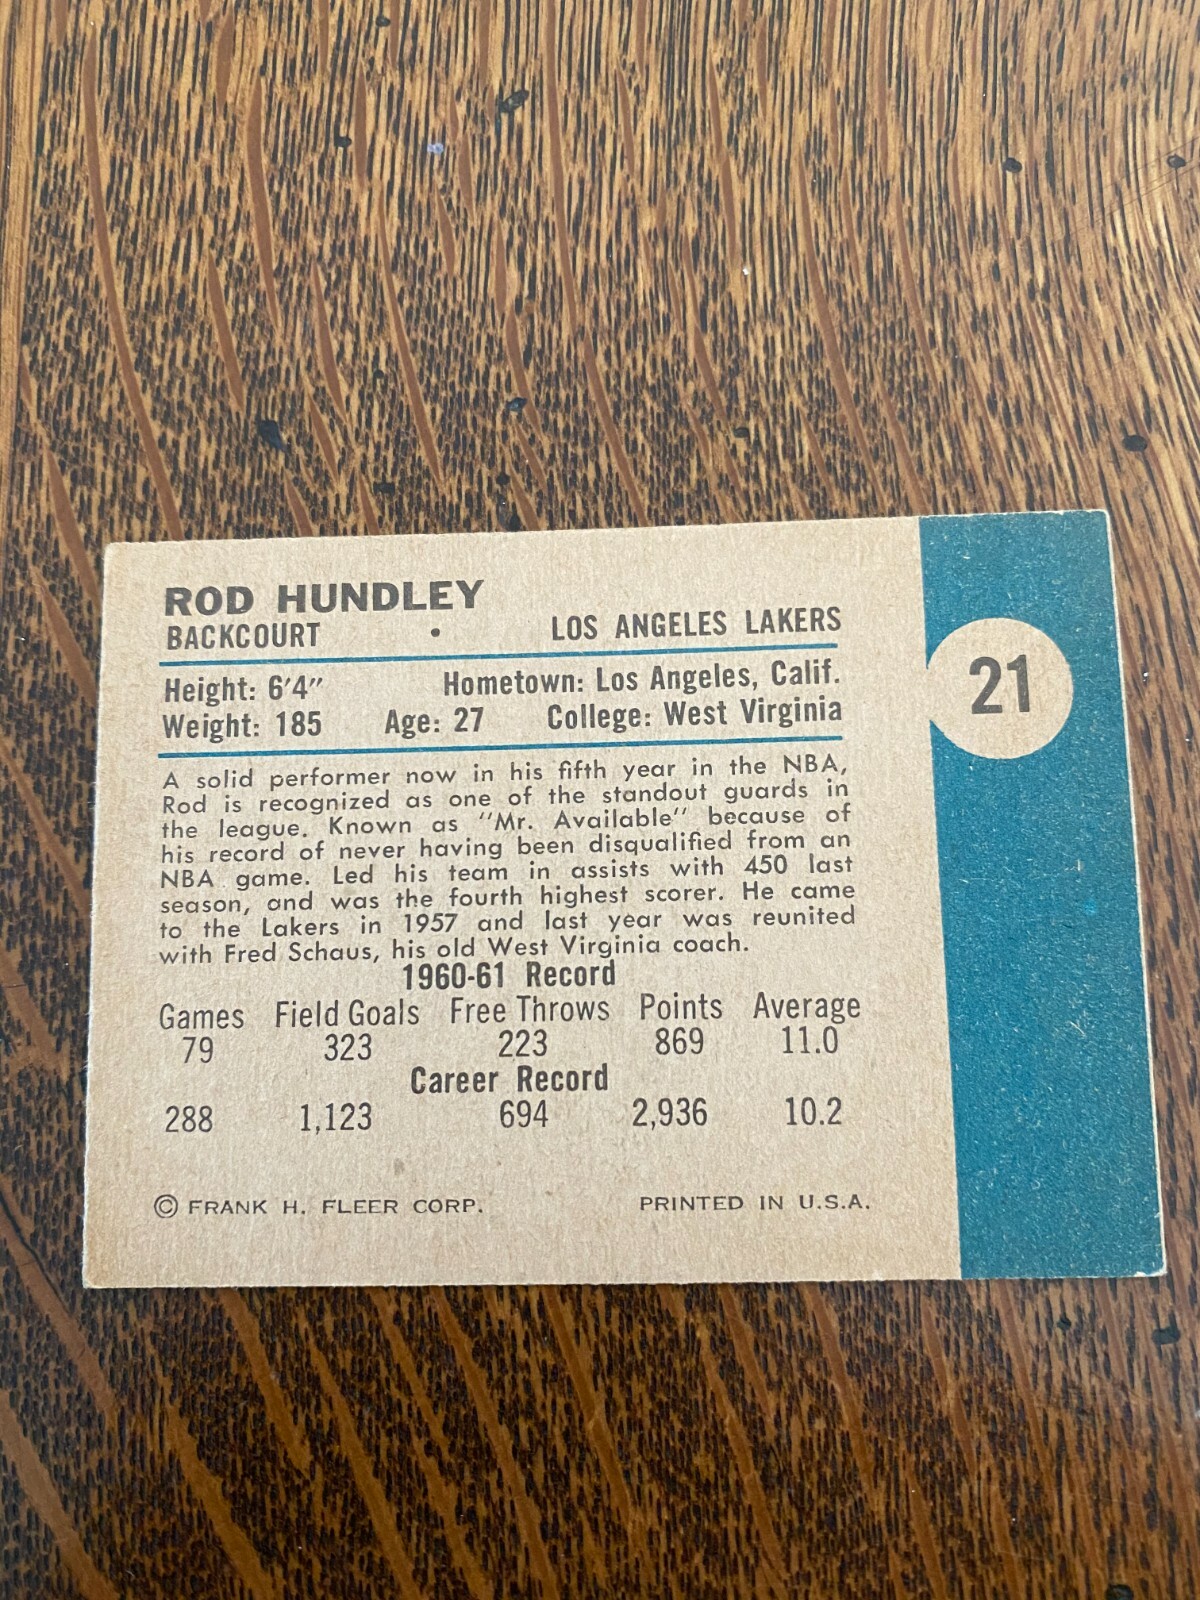 ROD HUNDLEY
BACKCOURT • LOS ANGELES LAKERS
21
Height: 6'4" Hometown: Los Angeles, Calif.
Weight: 185 Age: 27 College: West Virginia
A solid performer now in his fifth year in the NBA,
Rod is recognized as one of the standout guards in
the league. Known as "Mr. Available" because of
his record of never having been disqualified from an
NBA game. Led his team in assists with 450 last
season, and was the fourth highest scorer. He came
to the Lakers in 1957 and last year was reunited
with Fred Schaus, his old West Virginia coach.
1960-61 Record
Games Field Goals Free Throws Points Average
79 323 223 869 11.0
Career Record
288 1,123 694 2,936 10.2
© FRANK H. FLEER CORP. PRINTED IN U.S.A.